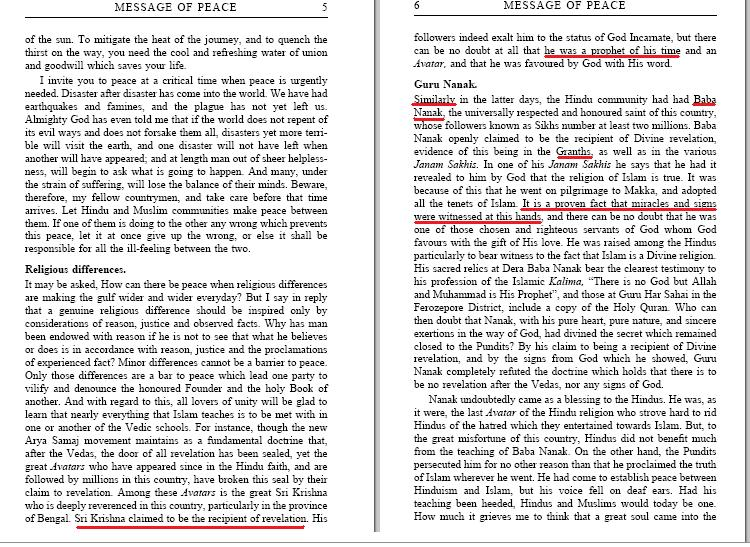 MESSAGE OF PEACE 5
of the sun. To mitigate the heat of the journey, and to quench the
thirst on the way, you need the cool and refreshing water of union
and goodwill which saves your life.
I invite you to peace at a critical time when peace is urgently
needed. Disaster after disaster has come into the world. We have had
earthquakes and famines, and the plague has not yet left us.
Almighty God has even told me that if the world does not repent of
its evil ways and does not forsake them all, disasters yet more terri-
ble will visit the earth, and one disaster will not have left when
another will have appeared; and at length man out of sheer helpless-
ness, will begin to ask what is going to happen. And many, under
the strain of suffering, will lose the balance of their minds. Beware,
therefore, my fellow countrymen, and take care before that time
arrives. Let Hindu and Muslim communities make peace between
them. If one of them is doing to the other any wrong which prevents
this peace, let it at once give up the wrong, or else it shall be
responsible for all the ill-feeling between the two.
Religious differences.
It may be asked, How can there be peace when religious differences
are making the gulf wider and wider everyday? But I say in reply
that a genuine religious difference should be inspired only by
considerations of reason, justice and observed facts. Why has man
been endowed with reason if he is not to see that what he believes
or does is in accordance with reason, justice and the proclamations
of experienced fact? Minor differences cannot be a barrier to peace.
Only those differences are a bar to peace which lead one party to
vilify and denounce the honoured Founder and the holy Book of
another. And with regard to this, all lovers of unity will be glad to
learn that nearly everything that Islam teaches is to be met with in
one or another of the Vedic schools. For instance, though the new
Arya Samaj movement maintains as a fundamental doctrine that,
after the Vedas, the door of all revelation has been sealed, yet the
great Avatars who have appeared since in the Hindu faith, and are
followed by millions in this country, have broken this seal by their
claim to revelation. Among these Avatars is the great Sri Krishna
who is deeply reverenced in this country, particularly in the province
of Bengal. Sri Krishna claimed to be the recipient of revelation. His
6 MESSAGE OF PEACE
followers indeed exalt him to the status of God Incarnate, but there
can be no doubt at all that he was a prophet of his time and an
Avatar, and that he was favoured by God with His word.
Guru Nanak.
Similarly in the latter days, the Hindu community had had Baba
Nanak, the universally respected and honoured saint of this country,
whose followers known as Sikhs number at least two millions. Baba
Nanak openly claimed to be the recipient of Divine revelation,
evidence of this being in the Granths, as well as in the various
Janam Sakhis. In one of his Janam Sakhis he says that he had it
revealed to him by God that the religion of Islam is true. It was
because of this that he went on pilgrimage to Makka, and adopted
all the tenets of Islam. It is a proven fact that miracles and signs
were witnessed at this hands, and there can be no doubt that he was
one of those chosen and righteous servants of God whom God
favours with the gift of His love. He was raised among the Hindus
particularly to bear witness to the fact that Islam is a Divine religion.
His sacred relics at Dera Baba Nanak bear the clearest testimony to
his profession of the Islamic Kalima, “There is no God but Allah
and Muhammad is His Prophet”, and those at Guru Har Sahai in the
Ferozepore District, include a copy of the Holy Quran. Who can
then doubt that Nanak, with his pure heart, pure nature, and sincere
exertions in the way of God, had divined the secret which remained
closed to the Pundits? By his claim to being a recipient of Divine
revelation, and by the signs from God which he showed, Guru
Nanak completely refuted the doctrine which holds that there is to
be no revelation after the Vedas, nor any signs of God.
Nanak undoubtedly came as a blessing to the Hindus. He was, as
it were, the last Avatar of the Hindu religion who strove hard to rid
Hindus of the hatred which they entertained towards Islam. But, to
the great misfortune of this country, Hindus did not benefit much
from the teaching of Baba Nanak. On the other hand, the Pundits
persecuted him for no other reason than that he proclaimed the truth
of Islam wherever he went. He had come to establish peace between
Hinduism and Islam, but his voice fell on deaf ears. Had his
teaching been heeded, Hindus and Muslims would today be one.
How much it grieves me to think that a great soul came into the